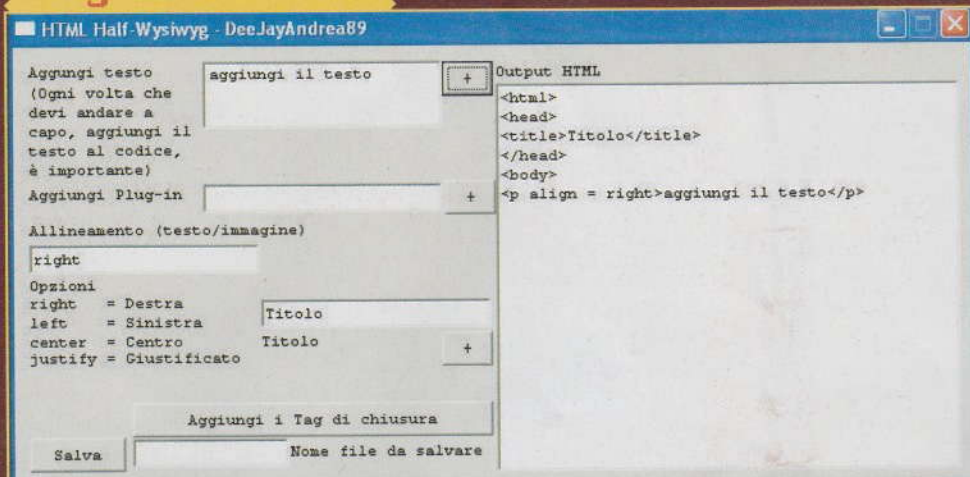 HTML Half-Wysiwyg - DeeJayAndrea89
Aggungi testo
(Ogni volta che
devi andare a
capo, aggiungi il
testo al codice,
è importante)
aggiungi il testo
+
Aggiungi Plug-in
+
Allineamento (testo/immagine)
right
Opzioni
right = Destra
left = Sinistra
center = Centro
justify = Giustificato
Titolo
Titolo
+
Aggiungi i Tag di chiusura
Salva
Nome file da salvare
Output HTML
<html>
<head>
<title>Titolo</title>
</head>
<body>
<p align = right>aggiungi il testo</p>